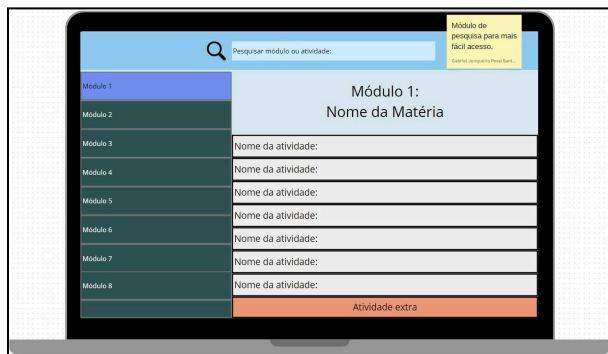 Módulo de
pesquisa para mais
fácil acesso.
Pesquisar módulo ou atividade:
Módulo 1
Módulo 2
Módulo 3
Módulo 4
Módulo 5
Módulo 6
Módulo 7
Módulo 8
Módulo 1:
Nome da Matéria
Nome da atividade:
Nome da atividade:
Nome da atividade:
Nome da atividade:
Nome da atividade:
Nome da atividade:
Nome da atividade:
Atividade extra